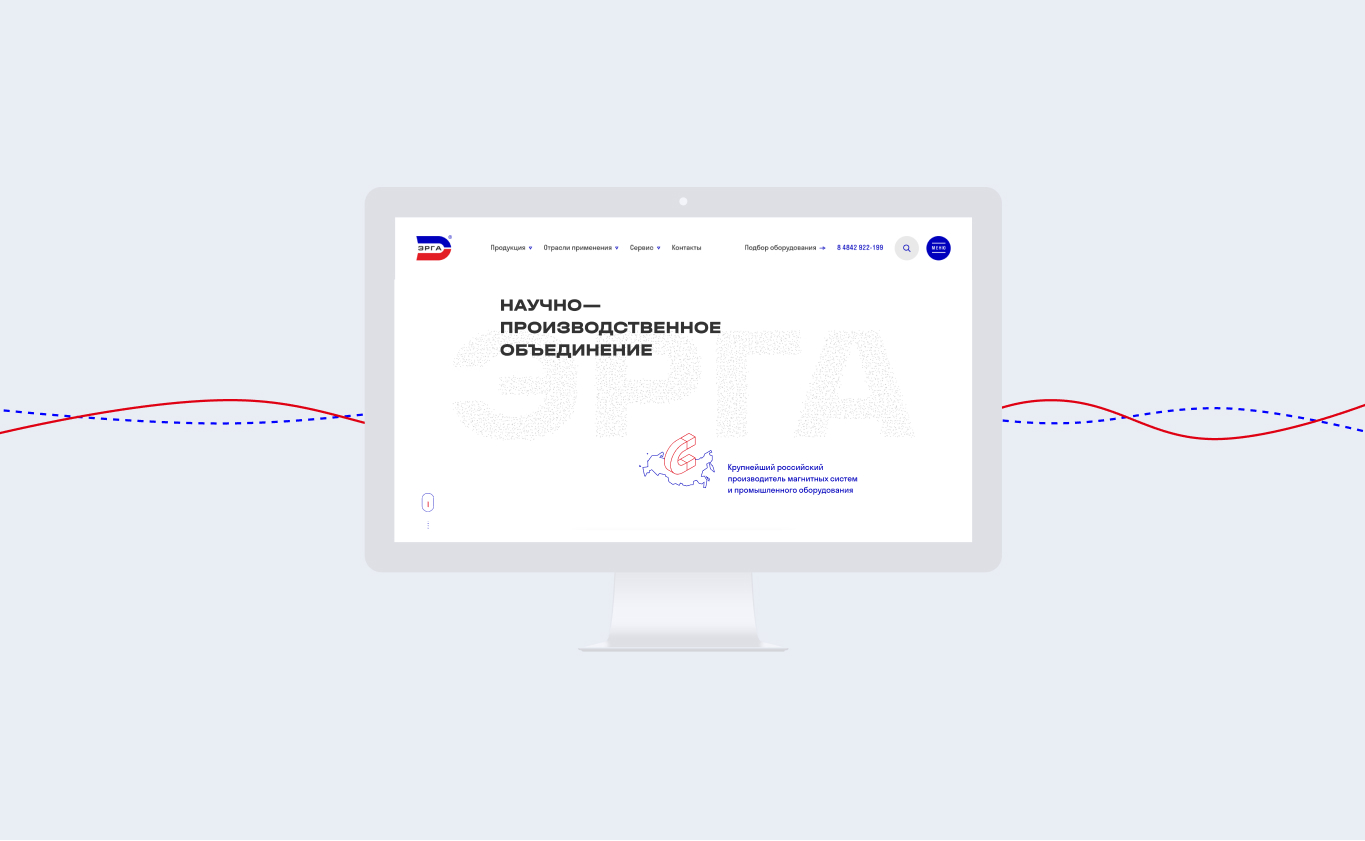 ЭРГА ®
Продукция
Отрасли применения
Сервис
Контакты
Подбор оборудования →
8 4842 922-199
МЕНЮ
НАУЧНО—
ПРОИЗВОДСТВЕННОЕ
ОБЪЕДИНЕНИЕ
ЭРГА
Крупнейший российский
производитель магнитных систем
и промышленного оборудования